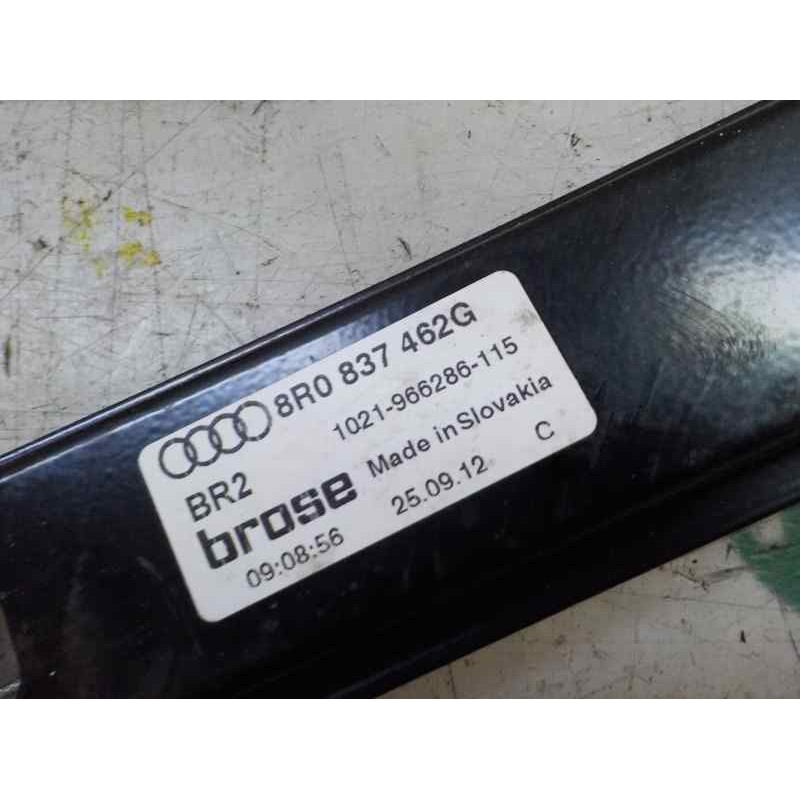 8R0 837 462G
1021-966286-115
BR2
brose Made in Slovakia
09:08:56 25.09.12 C